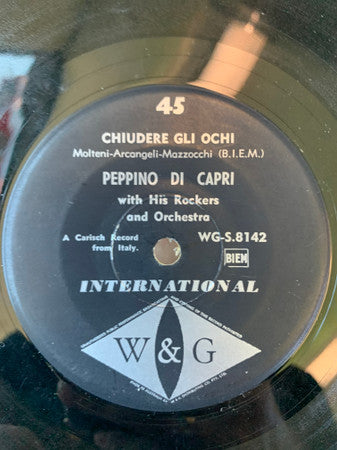 45
CHIUDERE GLI OCHI
Molteni-Arcangeli-Mazzocchi (B.I.E.M.)
PEPPINO DI CAPRI
with His Rockers
and Orchestra
A Carisch Record
from Italy.
WG-S.8142
BIEM
INTERNATIONAL
W & G